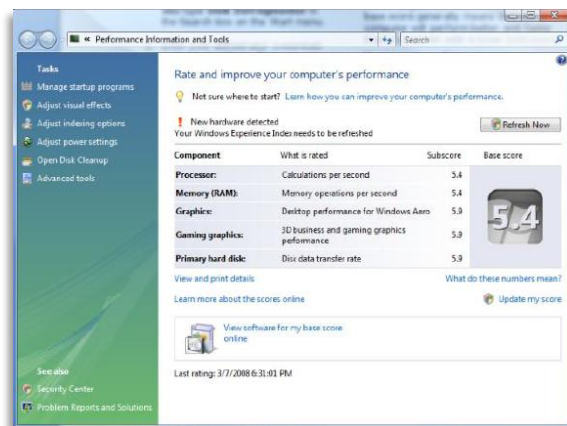 « Performance Information and Tools
Search
Tasks
Manage startup programs
Adjust visual effects
Adjust indexing options
Adjust power settings
Open Disk Cleanup
Advanced tools
See also
Security Center
Problem Reports and Solutions
Rate and improve your computer's performance
Not sure where to start? Learn how you can improve your computer's performance.
New hardware detected
Your Windows Experience Index needs to be refreshed
Refresh Now
Component What is rated Subscore Base score
Processor: Calculations per second 5.4
Memory (RAM): Memory operations per second 5.4
Graphics: Desktop performance for Windows Aero 5.9
Gaming graphics: 3D business and gaming graphics
performance 5.9
Primary hard disk: Disc data transfer rate 5.9
5.4
View and print details What do these numbers mean?
Learn more about the scores online Update my score
View software for my base score
online
Last rating: 3/7/2008 6:31:01 PM